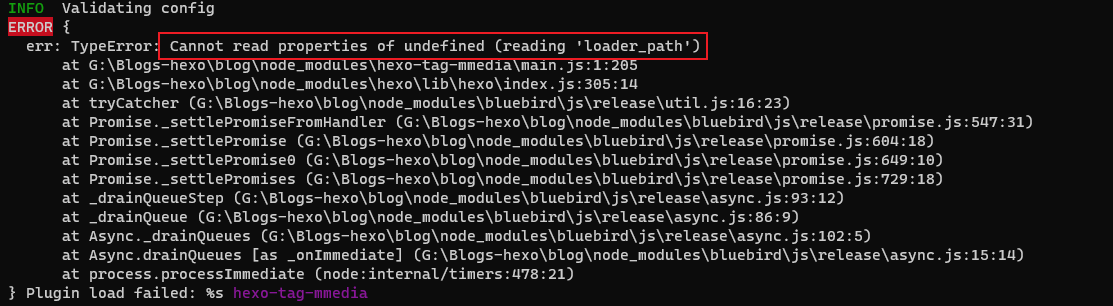 INFO  Validating config
ERROR {
  err: TypeError: Cannot read properties of undefined (reading 'loader_path')
      at G:\Blogs-hexo\blog\node_modules\hexo-tag-mmedia\main.js:1:205
      at G:\Blogs-hexo\blog\node_modules\hexo\lib\hexo\index.js:305:14
      at tryCatcher (G:\Blogs-hexo\blog\node_modules\bluebird\js\release\util.js:16:23)
      at Promise._settlePromiseFromHandler (G:\Blogs-hexo\blog\node_modules\bluebird\js\release\promise.js:547:31)
      at Promise._settlePromise (G:\Blogs-hexo\blog\node_modules\bluebird\js\release\promise.js:604:18)
      at Promise._settlePromise0 (G:\Blogs-hexo\blog\node_modules\bluebird\js\release\promise.js:649:10)
      at Promise._settlePromises (G:\Blogs-hexo\blog\node_modules\bluebird\js\release\promise.js:729:18)
      at _drainQueueStep (G:\Blogs-hexo\blog\node_modules\bluebird\js\release\async.js:93:12)
      at _drainQueue (G:\Blogs-hexo\blog\node_modules\bluebird\js\release\async.js:86:9)
      at Async._drainQueues (G:\Blogs-hexo\blog\node_modules\bluebird\js\release\async.js:102:5)
      at Async.drainQueues [as _onImmediate] (G:\Blogs-hexo\blog\node_modules\bluebird\js\release\async.js:15:14)
      at process.processImmediate (node:internal/timers:478:21)
} Plugin load failed: %s hexo-tag-mmedia